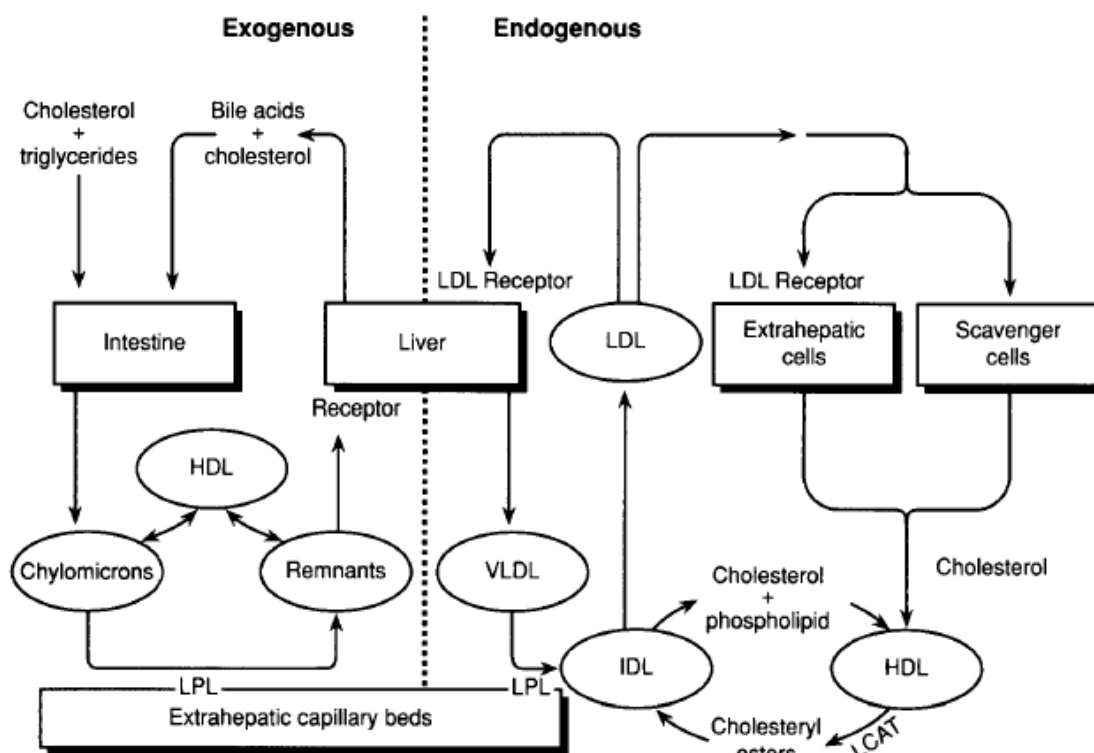 Exogenous
Endogenous
Cholesterol
+
triglycerides
Bile acids
+
cholesterol
LDL Receptor
LDL Receptor
Intestine
Liver
LDL
Extrahepatic
cells
Scavenger
cells
Receptor
HDL
Chylomicrons
Remnants
VLDL
Cholesterol
+
phospholipid
Cholesterol
IDL
HDL
LPL
LPL
Extrahepatic capillary beds
Cholesteryl
esters
LCAT